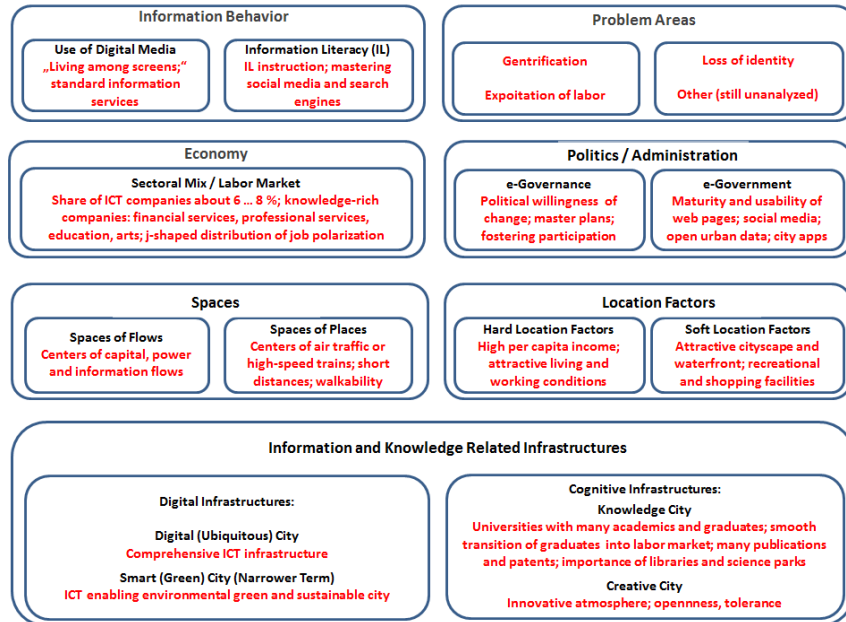 Information Behavior
Use of Digital Media
„Living among screens;“
standard information
services
Information Literacy (IL)
IL instruction; mastering
social media and search
engines
Problem Areas
Gentrification
Expoitation of labor
Loss of identity
Other (still unanalyzed)
Economy
Sectoral Mix / Labor Market
Share of ICT companies about 6 ... 8 %; knowledge-rich
companies: financial services, professional services,
education, arts; j-shaped distribution of job polarization
Politics / Administration
e-Governance
Political willingness of
change; master plans;
fostering participation
e-Government
Maturity and usability of
web pages; social media;
open urban data; city apps
Spaces
Spaces of Flows
Centers of capital, power
and information flows
Spaces of Places
Centers of air traffic or
high-speed trains; short
distances; walkability
Location Factors
Hard Location Factors
High per capita income;
attractive living and
working conditions
Soft Location Factors
Attractive cityscape and
waterfront; recreational
and shopping facilities
Information and Knowledge Related Infrastructures
Digital Infrastructures:
Digital (Ubiquitous) City
Comprehensive ICT infrastructure
Smart (Green) City (Narrower Term)
ICT enabling environmental green and sustainable city
Cognitive Infrastructures:
Knowledge City
Universities with many academics and graduates; smooth
transition of graduates into labor market; many publications
and patents; importance of libraries and science parks
Creative City
Innovative atmosphere; opennness, tolerance